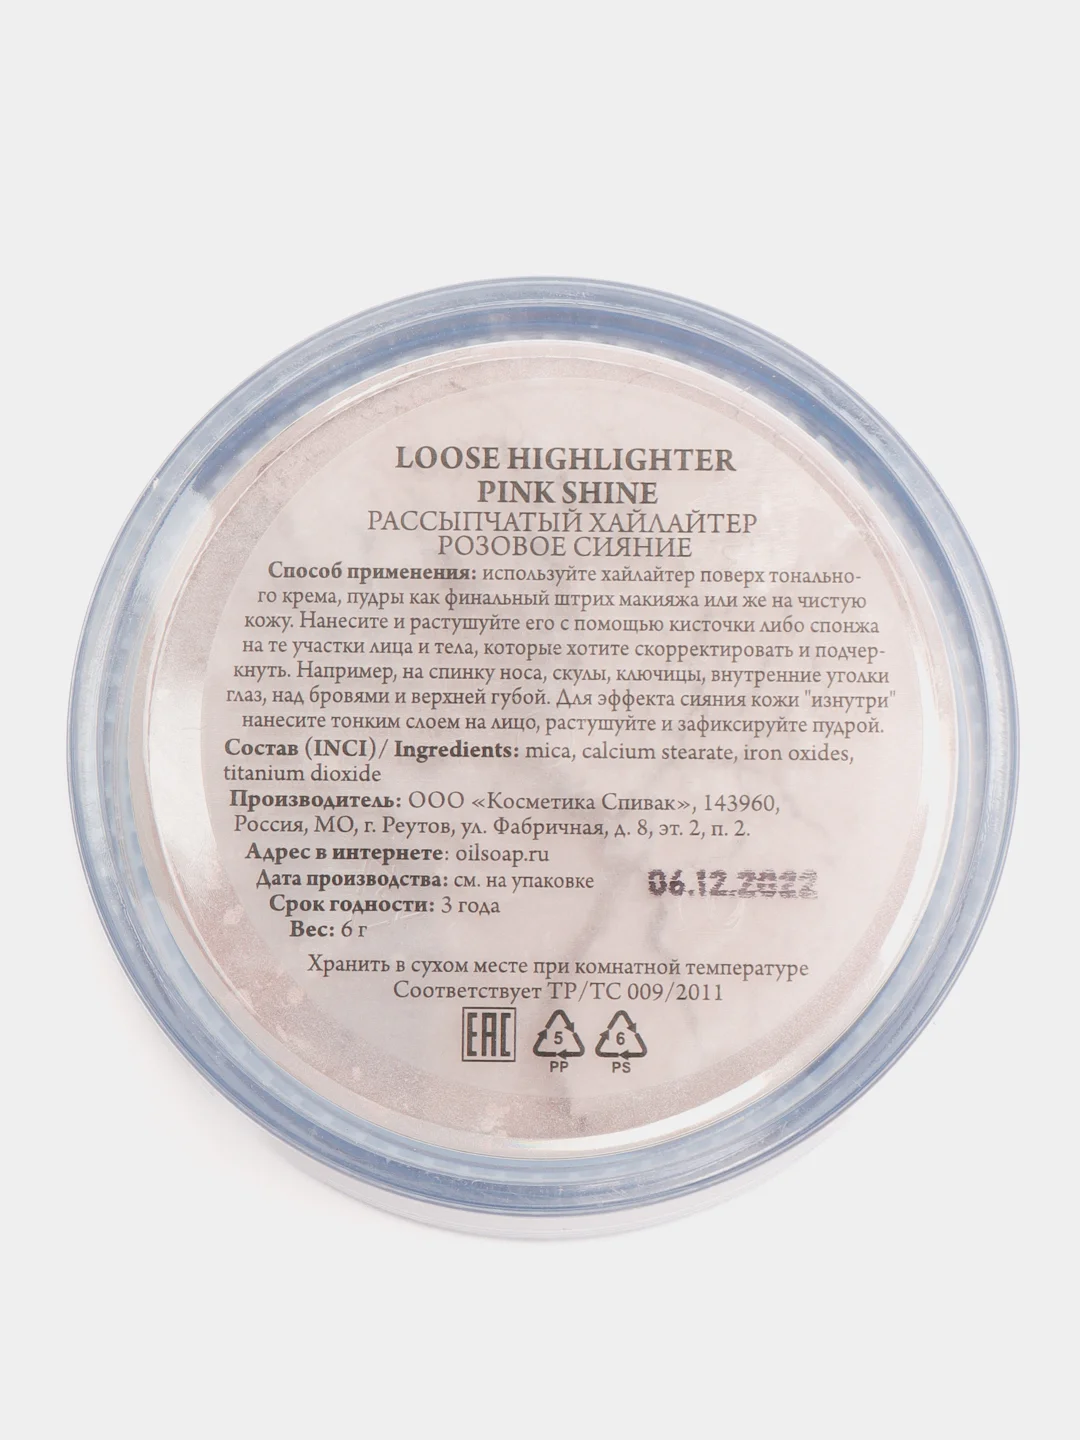 LOOSE HIGHLIGHTER
PINK SHINE
РАССЫПЧАТЫЙ ХАЙЛАЙТЕР
РОЗОВОЕ СИЯНИЕ
Способ применения: используйте хайлайтер поверх тонально-
го крема, пудры как финальный штрих макияжа или же на чистую
кожу. Нанесите и растушуйте его с помощью кисточки либо спонжа
на те участки лица и тела, которые хотите скорректировать и подчер-
кнуть. Например, на спинку носа, скулы, ключицы, внутренние уголки
глаз, над бровями и верхней губой. Для эффекта сияния кожи "изнутри"
нанесите тонким слоем на лицо, растушуйте и зафиксируйте пудрой.
Состав (INCI)/ Ingredients: mica, calcium stearate, iron oxides,
titanium dioxide
Производитель: ООО «Косметика Спивак», 143960,
Россия, МО, г. Реутов, ул. Фабричная, д. 8, эт. 2, п. 2.
Адрес в интернете: oilsoap.ru
Дата производства: см. на упаковке 06.12.2022
Срок годности: 3 года
Вес: 6 г
Хранить в сухом месте при комнатной температуре
Соответствует ТР/ТС 009/2011
EAC 5 6
PP PS